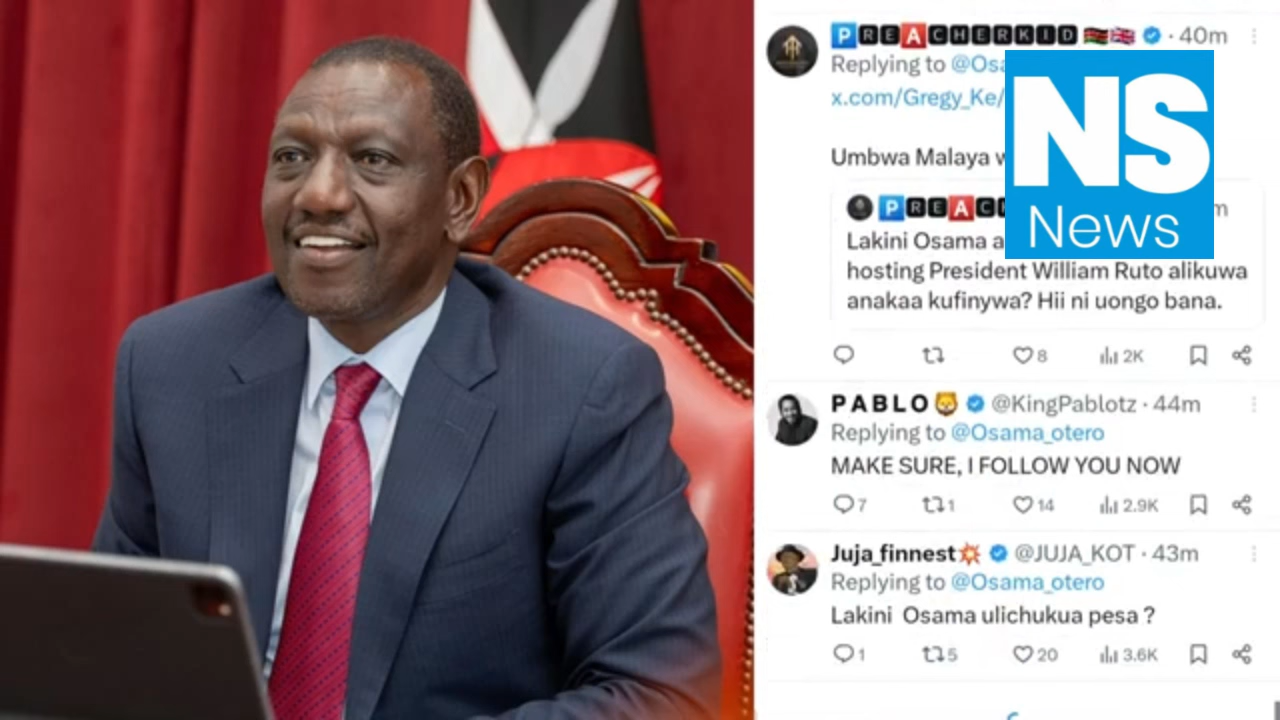 PREACHERKID · 40m
Replying to @Osa
x.com/Gregy_Ke/
NS
News
Umbwa Malaya
PREAC
Lakini Osama
hosting President William Ruto alikuwa
anakaa kufinywa? Hii ni uongo bana.
8 2K
PABLO @KingPablotz · 44m
Replying to @Osama_otero
MAKE SURE, I FOLLOW YOU NOW
7 1 14 2.9K
Juja_finnest @JUJA_KOT · 43m
Replying to @Osama_otero
Lakini Osama ulichukua pesa ?
1 5 20 3.6K